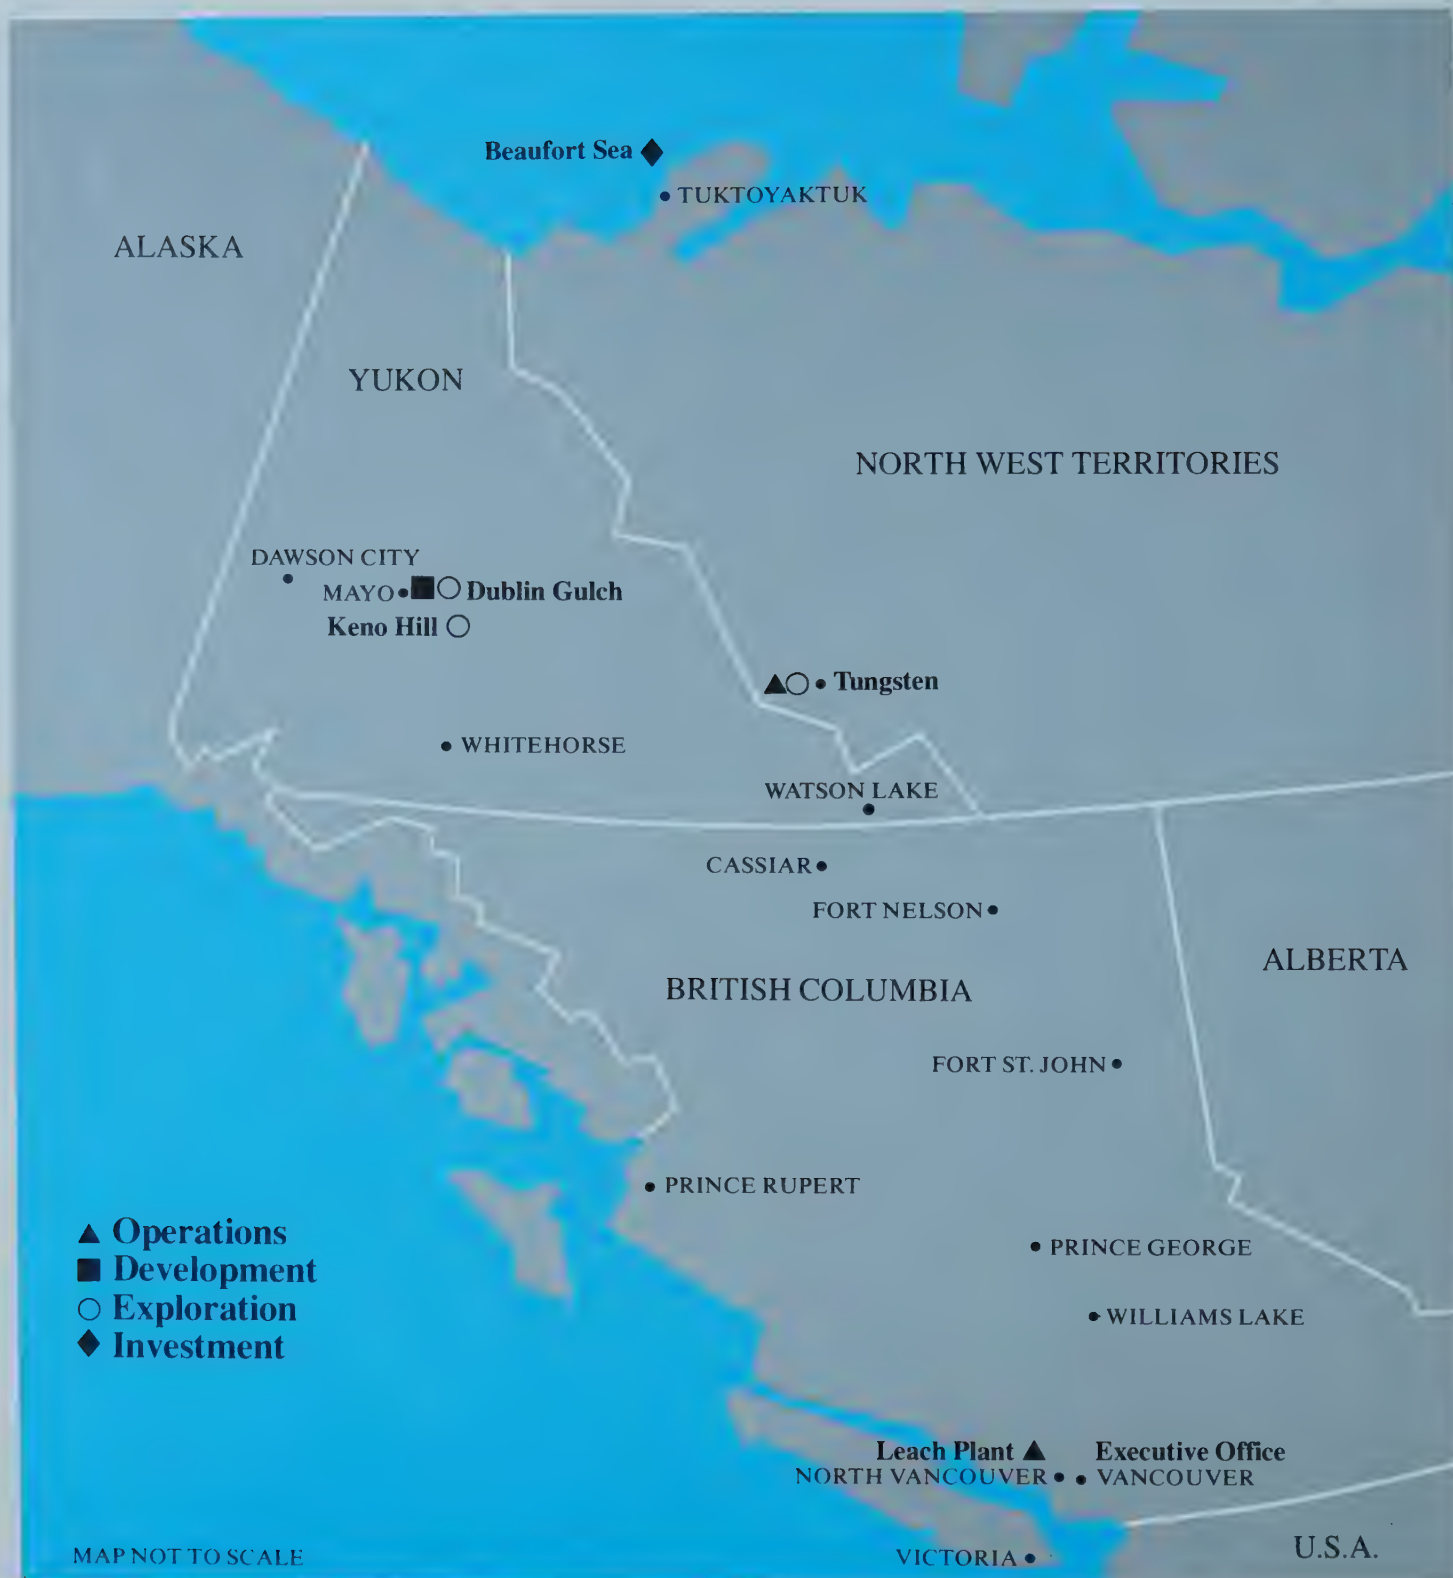 Beaufort Sea
TUKTOYAKTUK
ALASKA
YUKON
NORTH WEST TERRITORIES
DAWSON CITY
MAYO
Dublin Gulch
Keno Hill
Tungsten
WHITEHORSE
WATSON LAKE
CASSIAR
FORT NELSON
ALBERTA
BRITISH COLUMBIA
FORT ST. JOHN
PRINCE RUPERT
Operations
Development
Exploration
Investment
PRINCE GEORGE
WILLIAMS LAKE
Leach Plant
Executive Office
NORTH VANCOUVER
VANCOUVER
MAP NOT TO SCALE
VICTORIA
U.S.A.